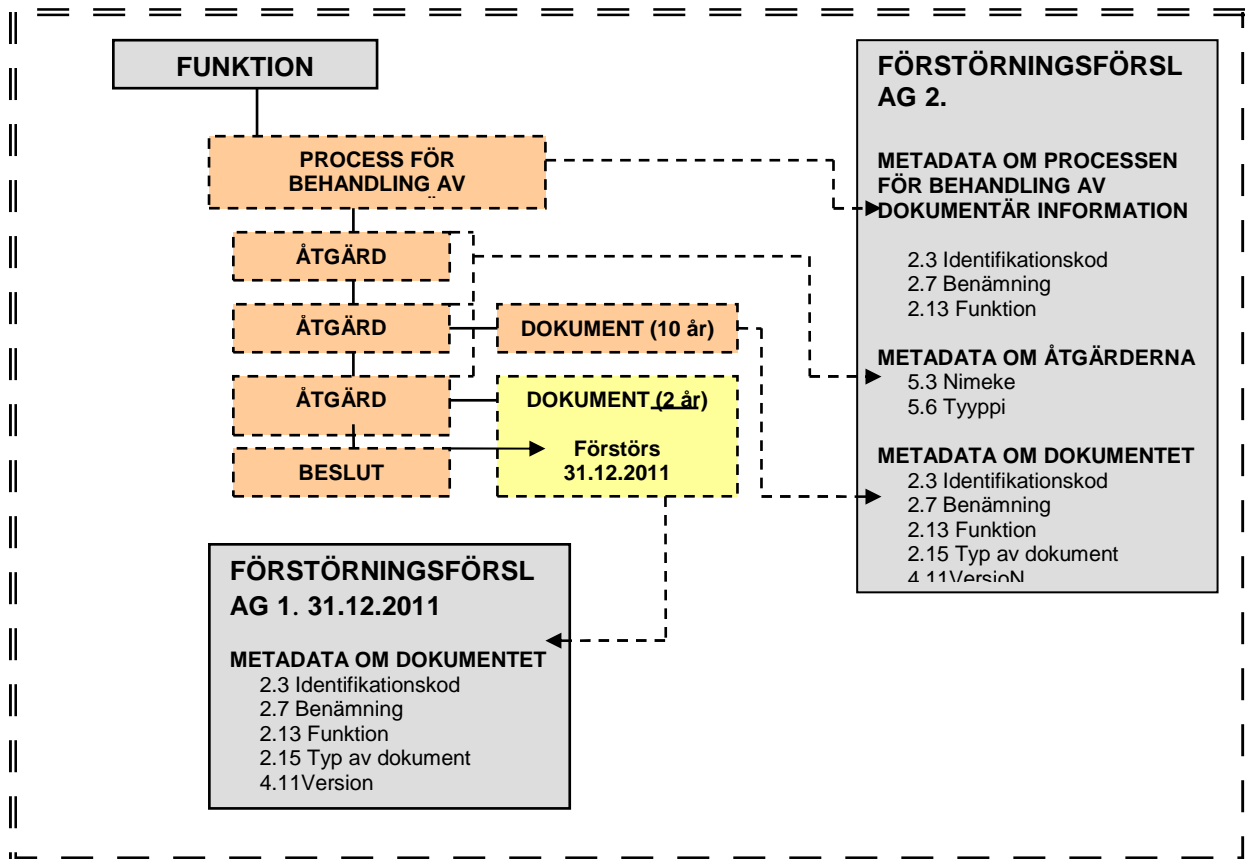 FUNKTION
PROCESS FÖR
BEHANDLING AV
ÅTGÄRD
ÅTGÄRD
DOKUMENT (10 år)
ÅTGÄRD
DOKUMENT (2 år)
Förstörs
31.12.2011
BESLUT
FÖRSTÖRNINGSFÖRSL
AG 1. 31.12.2011
METADATA OM DOKUMENTET
2.3 Identifikationskod
2.7 Benämning
2.13 Funktion
2.15 Typ av dokument
4.11Version
FÖRSTÖRNINGSFÖRSL
AG 2.
METADATA OM PROCESSEN
FÖR BEHANDLING AV
DOKUMENTÄR INFORMATION
2.3 Identifikationskod
2.7 Benämning
2.13 Funktion
METADATA OM ÅTGÄRDERNA
5.3 Nimeke
5.6 Tyyppi
METADATA OM DOKUMENTET
2.3 Identifikationskod
2.7 Benämning
2.13 Funktion
2.15 Typ av dokument
4.11VersioN